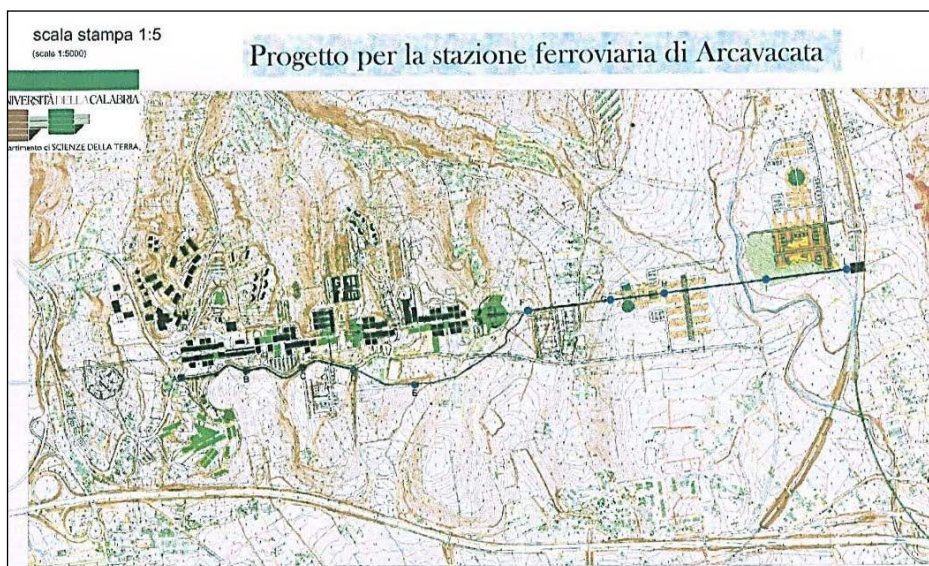 scala stampa 1:5
(scala 1:5000)
Progetto per la stazione ferroviaria di Arcavacata
NIVERSITÀ DELLA CALABRIA
artimento di SCIENZE DELLA TERRA,